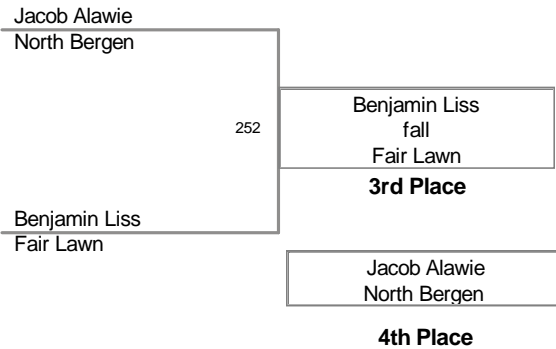 Jacob Alawie
North Bergen
252
Benjamin Liss
fall
Fair Lawn
3rd Place
Benjamin Liss
Fair Lawn
Jacob Alawie
North Bergen
4th Place